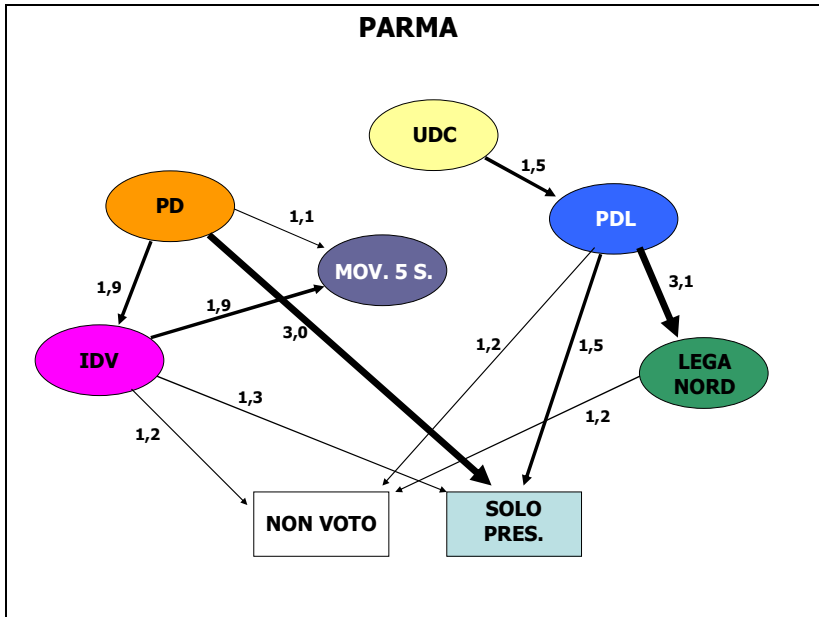 PARMA
UDC
1,5
PD
1,1
PDL
MOV. 5 S.
1,9
1,9
3,1
3,0
1,2
1,5
IDV
LEGA
NORD
1,3
1,2
1,2
NON VOTO
SOLO
PRES.